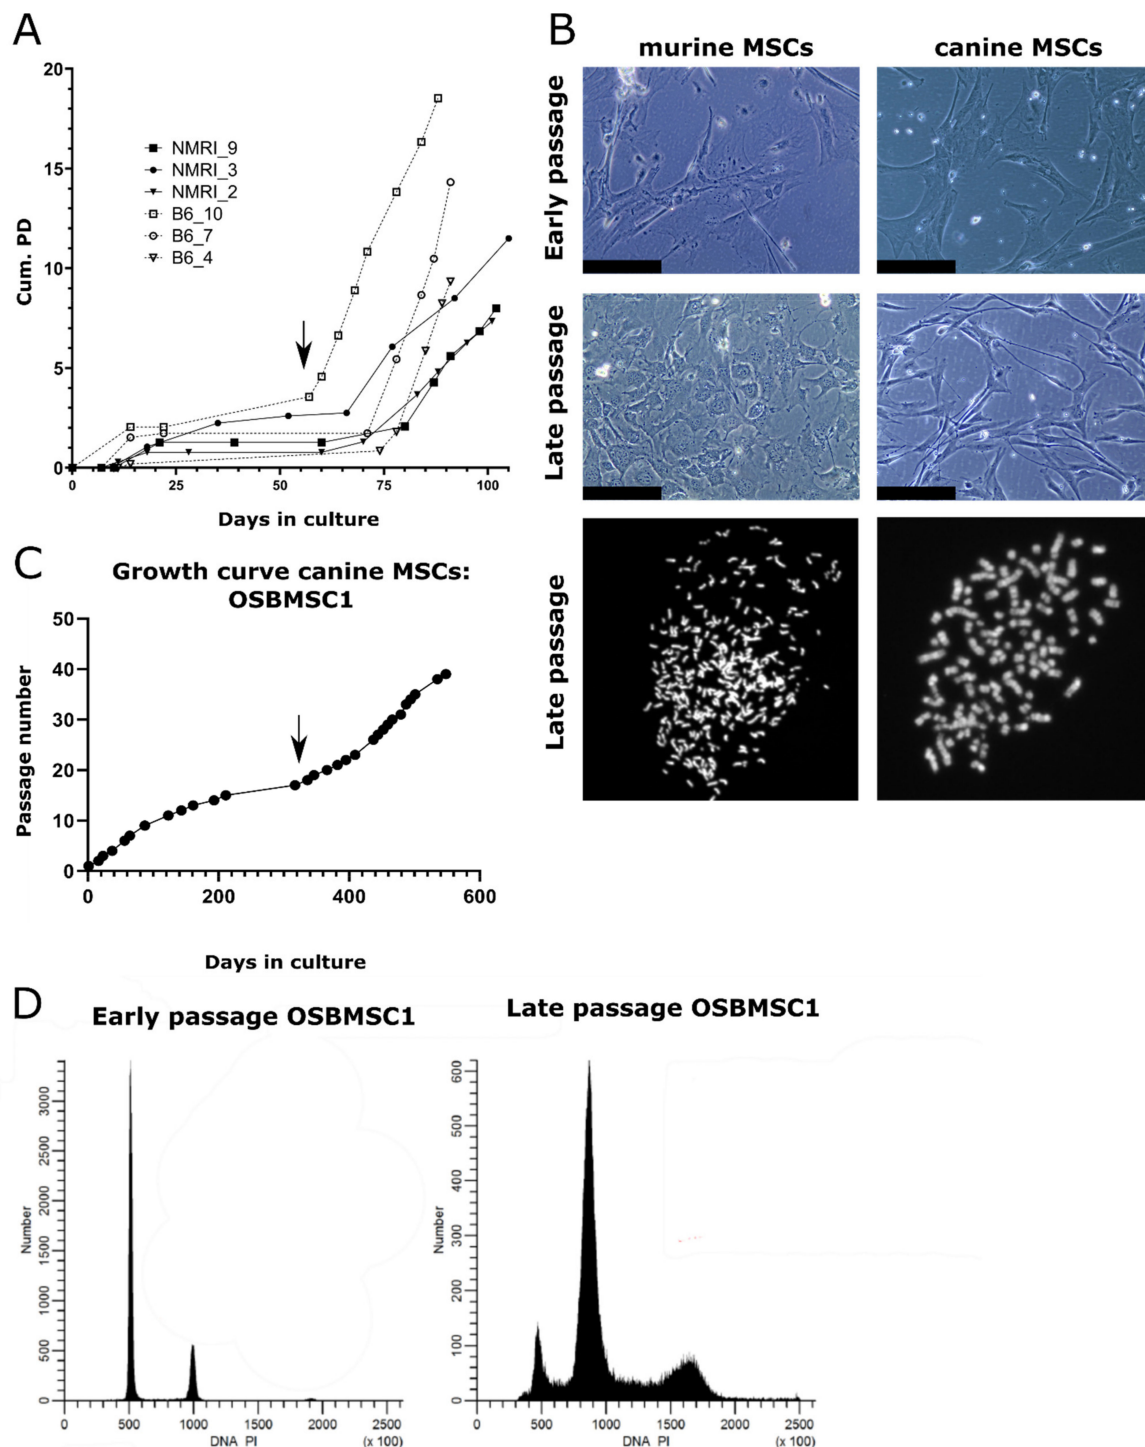 A
20
15
10
5
0
Cum. PD
NMRI_9
NMRI_3
NMRI_2
B6_10
B6_7
B6_4
0
25
50
75
100
Days in culture
B
murine MSCs
canine MSCs
Early passage
Late passage
Late passage
C
Growth curve canine MSCs:
OSBMSC1
50
40
30
20
10
0
Passage number
0
200
400
600
Days in culture
D
Early passage OSBMSC1
3000
2500
2000
1500
1000
500
0
Number
0
500
1000
1500
2000
2500
DNA_PI
(x 100)
Late passage OSBMSC1
600
500
400
300
200
100
0
Number
0
500
1000
1500
2000
2500
DNA_PI
(x 100)